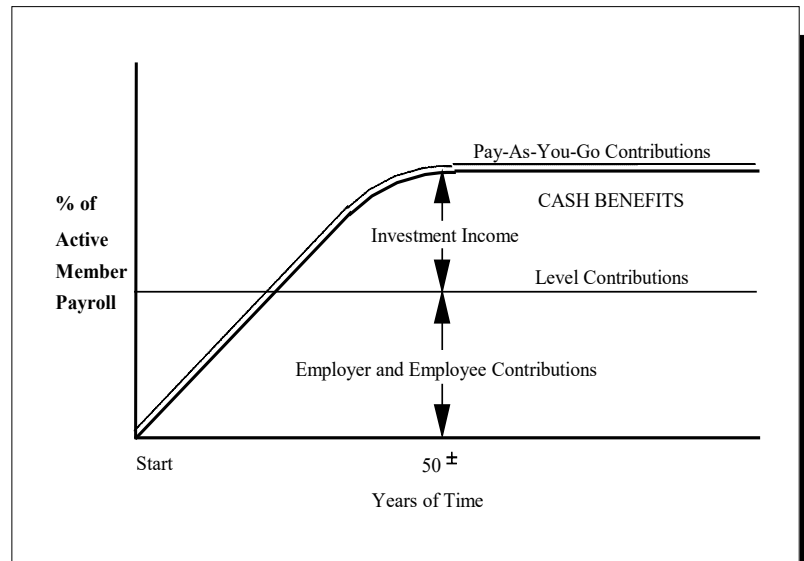 Pay-As-You-Go Contributions
CASH BENEFITS
% of
Active
Member
Payroll
Investment Income
Level Contributions
Employer and Employee Contributions
Start
50 ±
Years of Time